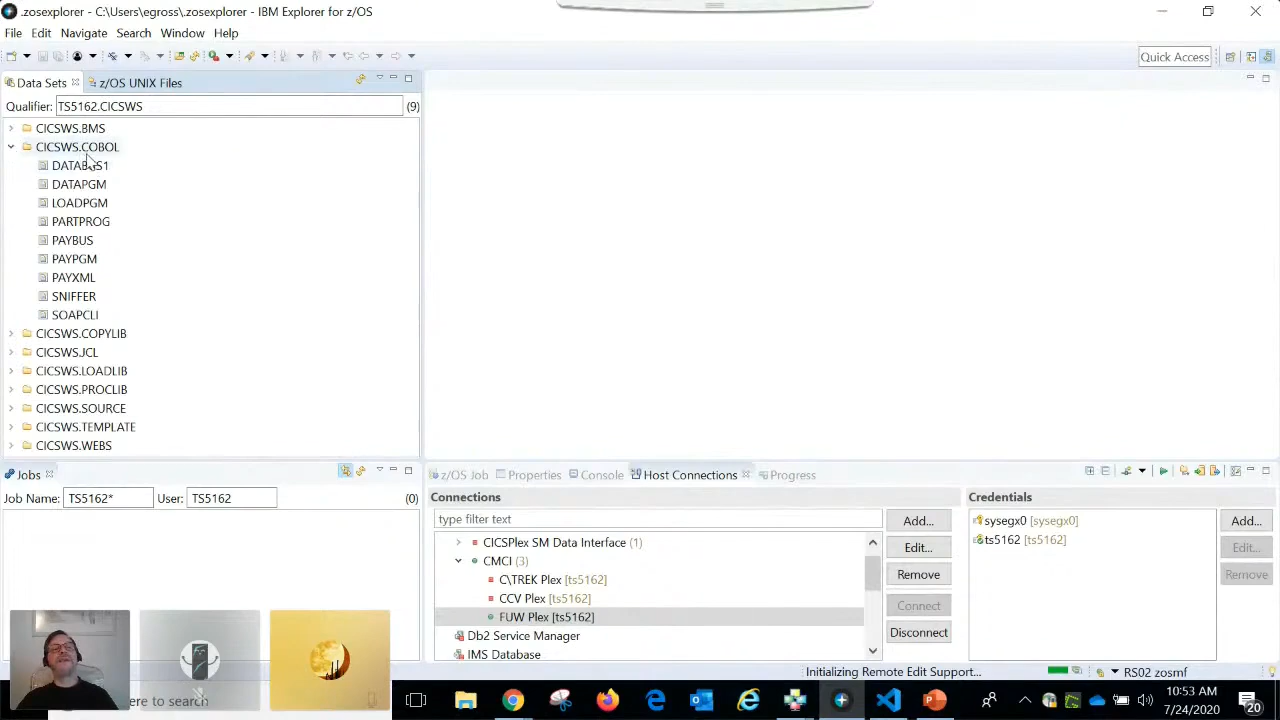 .zosexplorer - C:\Users\egross\.zosexplorer - IBM Explorer for z/OS
File Edit Navigate Search Window Help
Quick Access
Data Sets
z/OS UNIX Files
Qualifier: TS5162.CICSWS (9)
CICSWS.BMS
CICSWS.COBOL
DATABUS1
DATAPGM
LOADPGM
PARTPROG
PAYBUS
PAYPGM
PAYXML
SNIFFER
SOAPCLI
CICSWS.COPYLIB
CICSWS.JCL
CICSWS.LOADLIB
CICSWS.PROCLIB
CICSWS.SOURCE
CICSWS.TEMPLATE
CICSWS.WEBS
Jobs
Job Name: TS5162* User: TS5162 (0)
z/OS Job Properties Console Host Connections Progress
Connections
type filter text
CICSPlex SM Data Interface (1)
CMCI (3)
C\TREK Plex [ts5162]
CCV Plex [ts5162]
FUW Plex [ts5162]
Db2 Service Manager
IMS Database
Add...
Edit...
Remove
Connect
Disconnect
Credentials
sysegx0 [sysegx0]
ts5162 [ts5162]
Add...
Edit...
Remove
Initializing Remote Edit Support... RS02 zosmf
ere to search
10:53 AM
7/24/2020
20